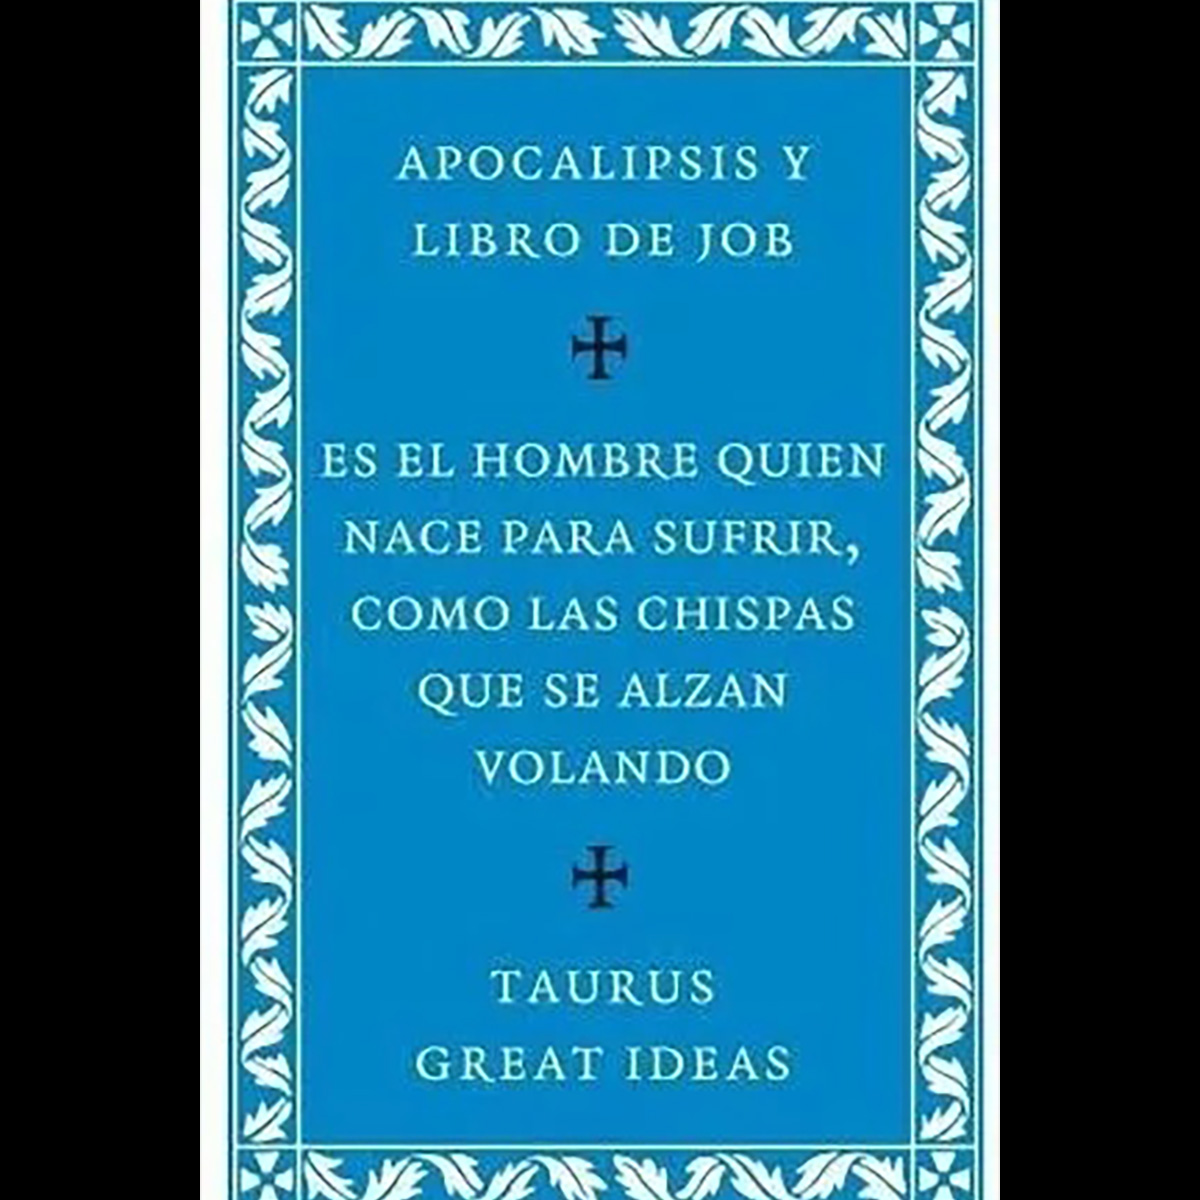 APOCALIPSIS Y
LIBRO DE JOB
ES EL HOMBRE QUIEN
NACE PARA SUFRIR,
COMO LAS CHISPAS
QUE SE ALZAN
VOLANDO
TAURUS
GREAT IDEAS